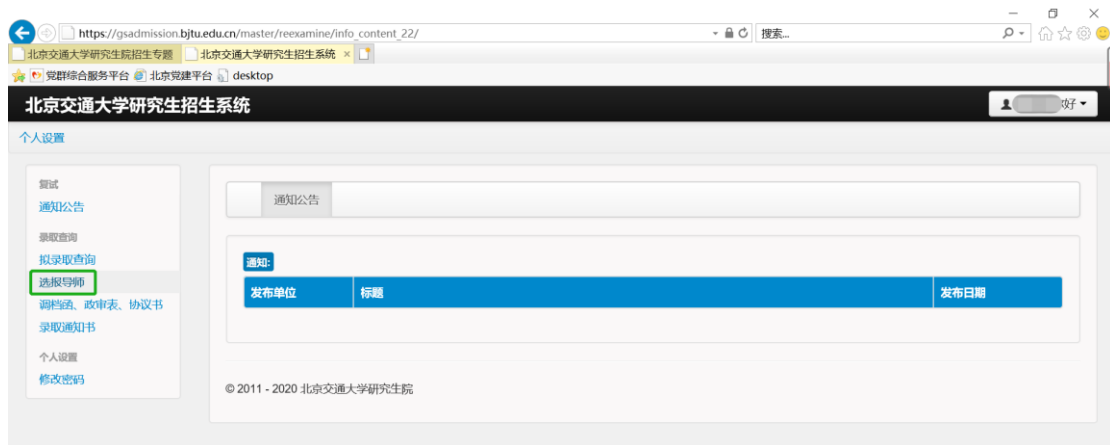 https://gsadmission.bjtu.edu.cn/master/reexamine/info_content_22/
搜索...
北京交通大学研究生院招生专题
北京交通大学研究生招生系统 ×
党群综合服务平台 北京党建平台 desktop
北京交通大学研究生招生系统
好
个人设置
复试
通知公告
录取查询
拟录取查询
选报导师
调档函、政审表、协议书
录取通知书
个人设置
修改密码
通知公告
通知:
发布单位 标题 发布日期
© 2011 - 2020 北京交通大学研究生院